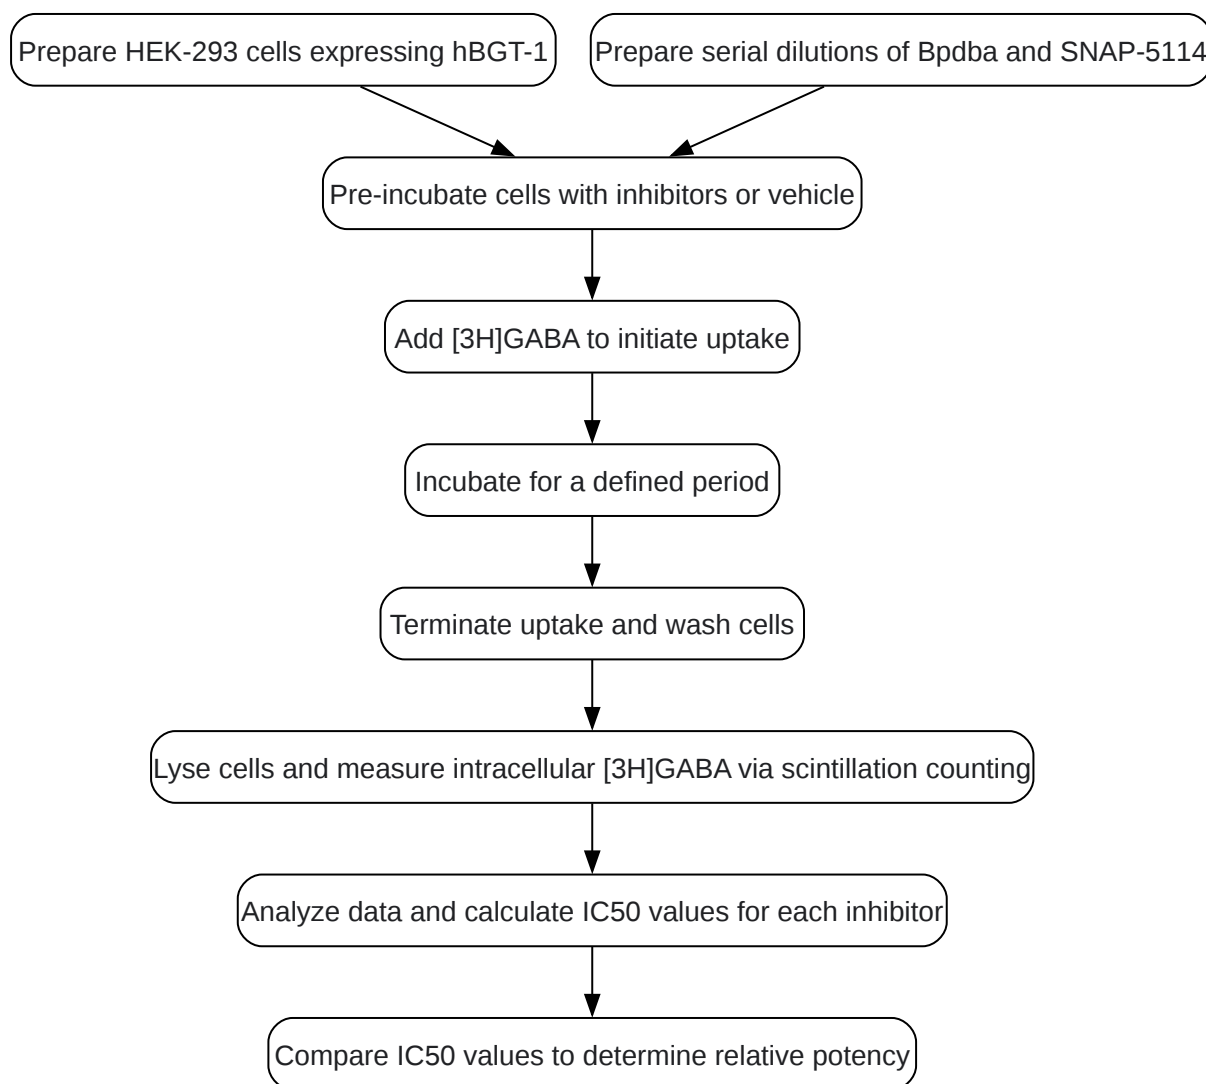 Prepare HEK-293 cells expressing hBGT-1
Prepare serial dilutions of Bpdba and SNAP-5114
Pre-incubate cells with inhibitors or vehicle
Add [3H]GABA to initiate uptake
Incubate for a defined period
Terminate uptake and wash cells
Lyse cells and measure intracellular [3H]GABA via scintillation counting
Analyze data and calculate IC50 values for each inhibitor
Compare IC50 values to determine relative potency